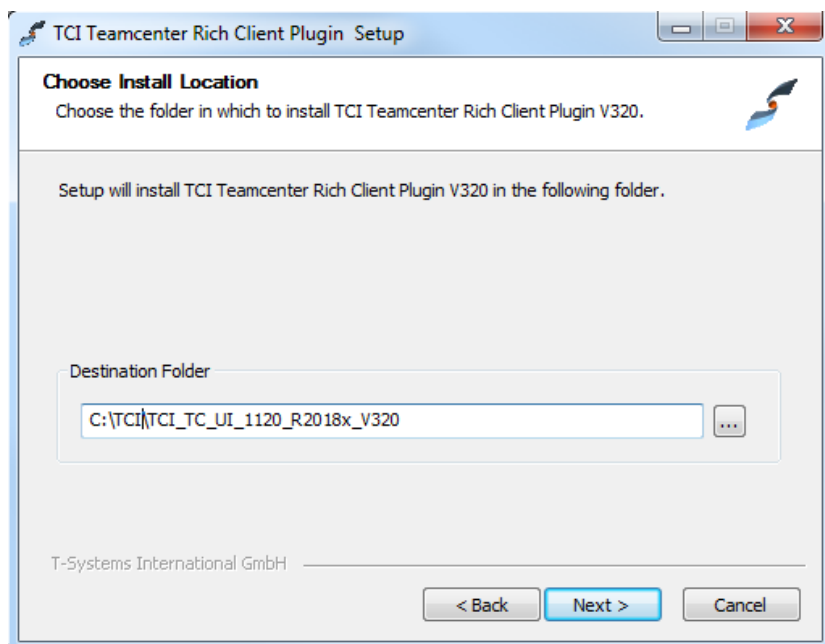 TCI Teamcenter Rich Client Plugin  Setup
Choose Install Location
Choose the folder in which to install TCI Teamcenter Rich Client Plugin V320.
Setup will install TCI Teamcenter Rich Client Plugin V320 in the following folder.
Destination Folder
C:\TCI\TCI_TC_UI_1120_R2018x_V320
...
T-Systems International GmbH
< Back Next > Cancel